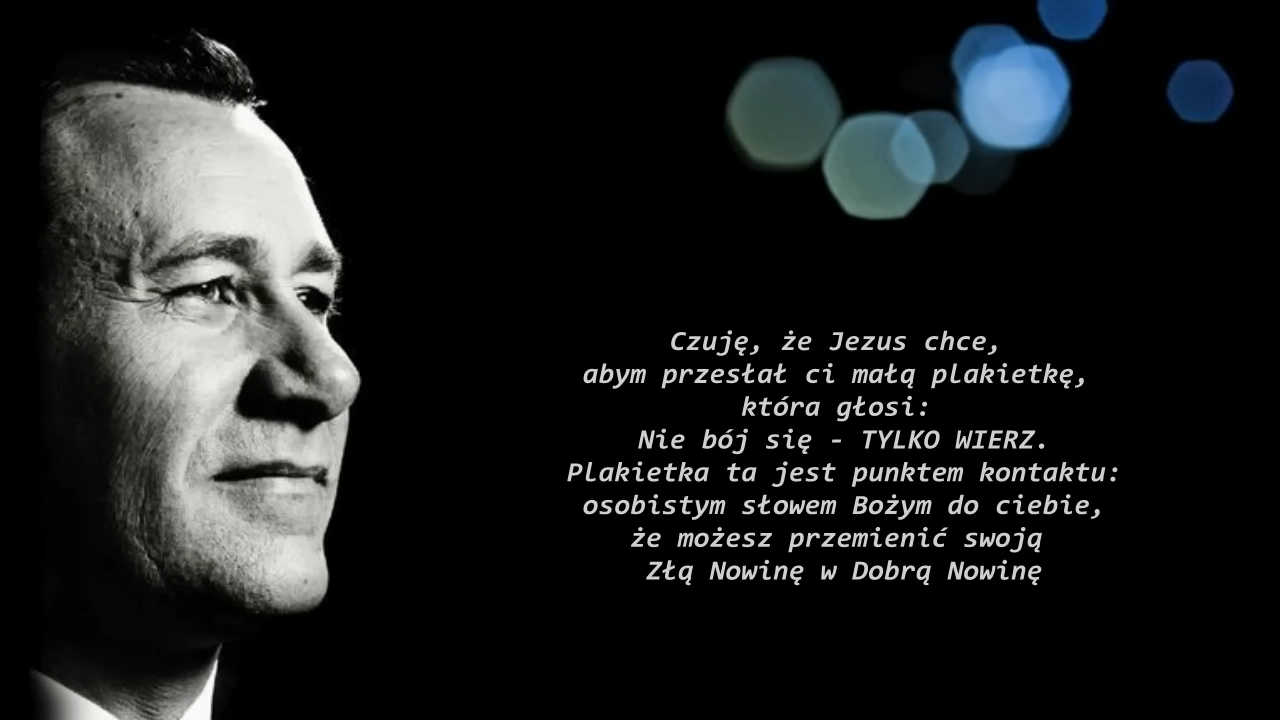 Czuję, że Jezus chce,
abym przesłał ci małą plakietkę,
która głosi:
Nie bój się - TYLKO WIERZ.
Plakietka ta jest punktem kontaktu:
osobistym słowem Bożym do ciebie,
że możesz przemienić swoją
Złą Nowinę w Dobrą Nowinę